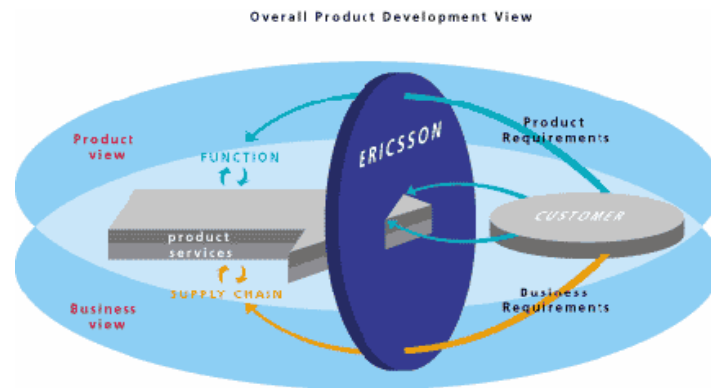 Overall Product Development View
Product
view
FUNCTION
ERICSSON
Product
Requirements
CUSTOMER
product
services
SUPPLY CHAIN
Business
view
Business
Requirements